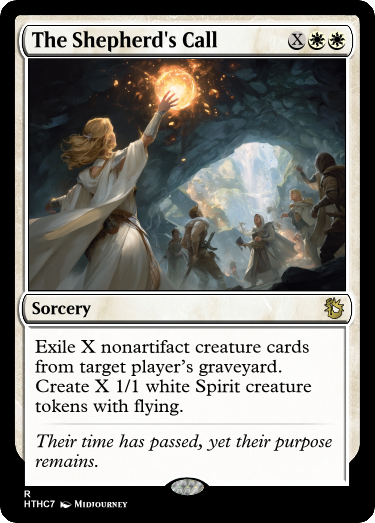 The Shepherd's Call X
Sorcery
Exile X nonartifact creature cards
from target player's graveyard.
Create X 1/1 white Spirit creature
tokens with flying.
Their time has passed, yet their purpose
remains.
R
HTHC7 MIDJOURNEY